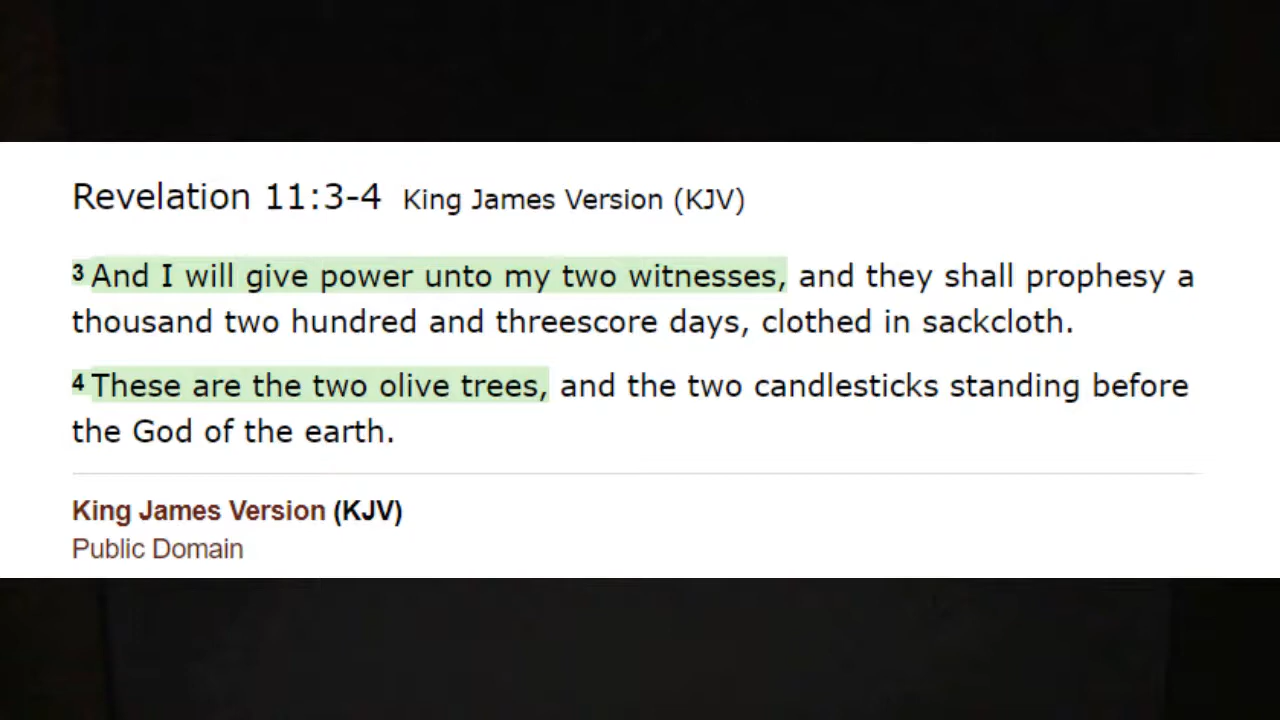 Revelation 11:3-4 King James Version (KJV)
3 And I will give power unto my two witnesses, and they shall prophesy a
thousand two hundred and threescore days, clothed in sackcloth.
4 These are the two olive trees, and the two candlesticks standing before
the God of the earth.
King James Version (KJV)
Public Domain